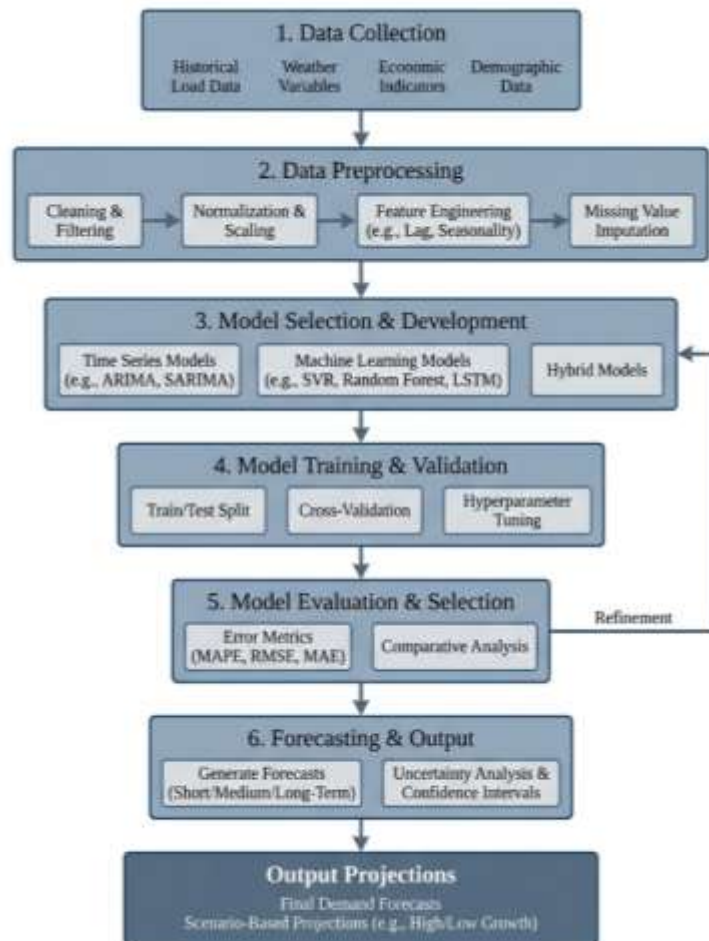 1. Data Collection
Historical
Load Data
Weather
Variables
Economic
Indicators
Demographic
Data
2. Data Preprocessing
Cleaning &
Filtering
Normalization &
Scaling
Feature Engineering
(e.g., Lag, Seasonality)
Missing Value
Imputation
3. Model Selection & Development
Time Series Models
(e.g., ARIMA, SARIMA)
Machine Learning Models
(e.g., SVR, Random Forest, LSTM)
Hybrid Models
4. Model Training & Validation
Train/Test Split
Cross-Validation
Hyperparameter
Tuning
5. Model Evaluation & Selection
Error Metrics
(MAPE, RMSE, MAE)
Comparative Analysis
Refinement
6. Forecasting & Output
Generate Forecasts
(Short/Medium/Long-Term)
Uncertainty Analysis &
Confidence Intervals
Output Projections
Final Demand Forecasts
Scenario-Based Projections (e.g., High/Low Growth)